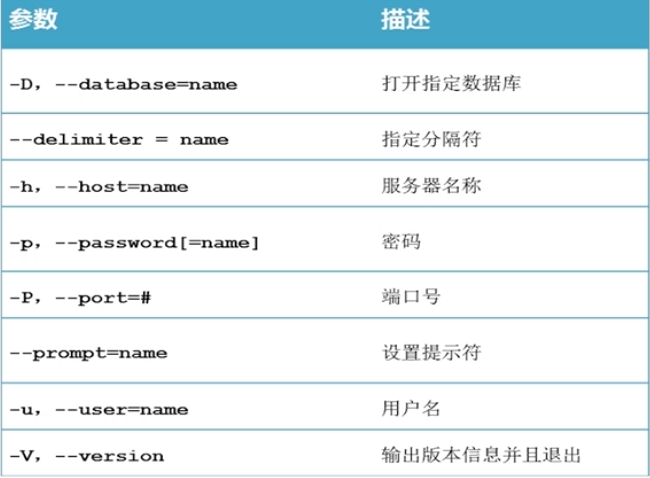 参数 描述
-D，--database=name 打开指定数据库
--delimiter = name 指定分隔符
-h，--host=name 服务器名称
-p，--password[=name] 密码
-P，--port=# 端口号
--prompt=name 设置提示符
-u，--user=name 用户名
-V，--version 输出版本信息并且退出